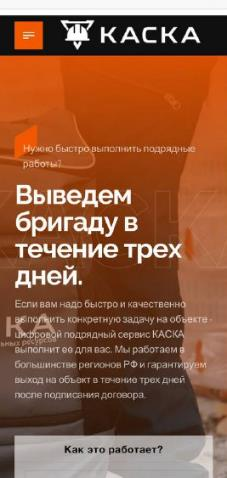 КАСКА
Нужно быстро выполнить подрядные
работы?
Выведем
бригаду в
течение трех
дней.
Если вам надо быстро и качественно
выполнить конкретную задачу на объекте -
цифровой подрядный сервис КАСКА
выполнит ее для вас. Мы работаем в
большинстве регионов РФ и гарантируем
выход на объект в течение трех дней
после подписания договора.
Как это работает?